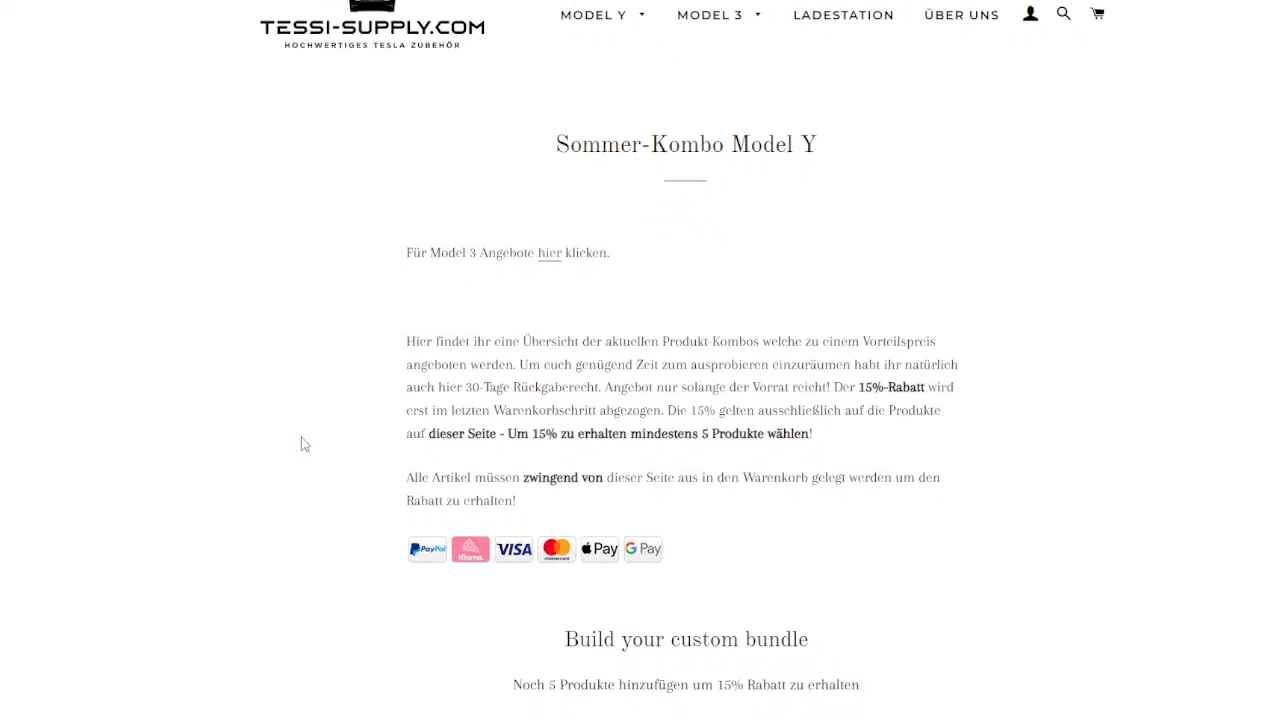 TESSI-SUPPLY.COM
HOCHWERTIGES TESLA ZUBEHÖR
MODEL Y MODEL 3 LADESTATION ÜBER UNS
Sommer-Kombo Model Y
Für Model 3 Angebote hier klicken.
Hier findet ihr eine Übersicht der aktuellen Produkt-Kombos welche zu einem Vorteilspreis
angeboten werden. Um euch genügend Zeit zum ausprobieren einzuräumen habt ihr natürlich
auch hier 30-Tage Rückgaberecht. Angebot nur solange der Vorrat reicht! Der 15%-Rabatt wird
erst im letzten Warenkorbschritt abgezogen. Die 15% gelten ausschließlich auf die Produkte
auf dieser Seite - Um 15% zu erhalten mindestens 5 Produkte wählen!
Alle Artikel müssen zwingend von dieser Seite aus in den Warenkorb gelegt werden um den
Rabatt zu erhalten!
PayPal Klarna. VISA mastercard Pay G Pay
Build your custom bundle
Noch 5 Produkte hinzufügen um 15% Rabatt zu erhalten